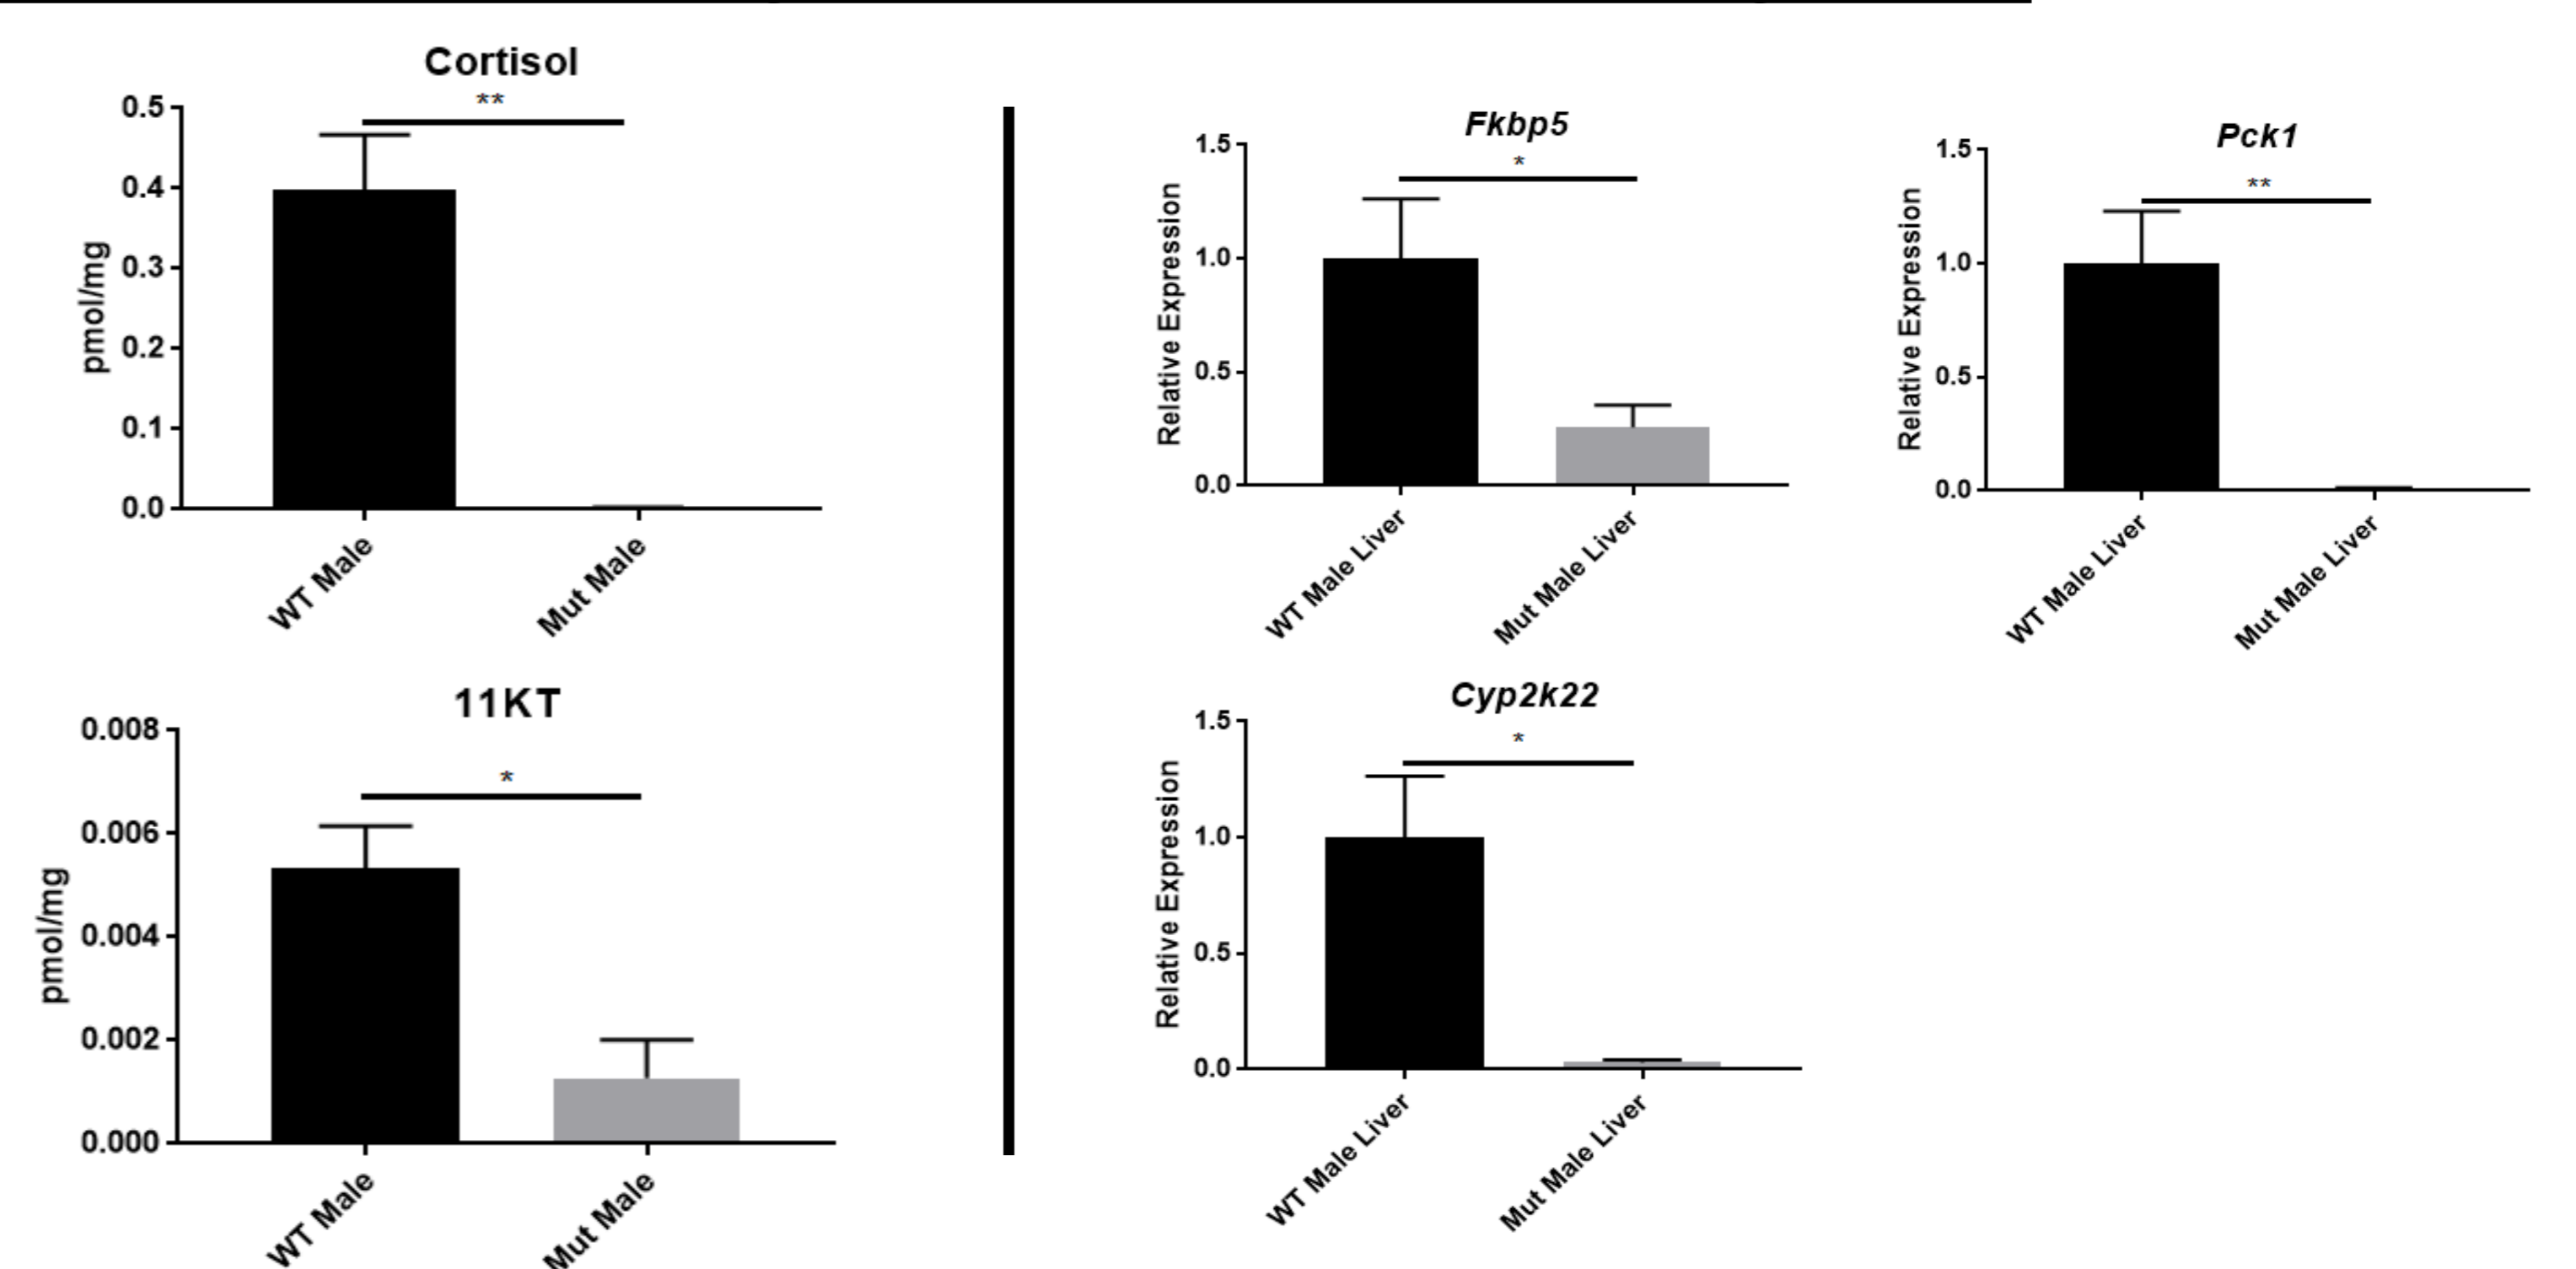 Cortisol
**
0.5
0.4
0.3
0.2
0.1
0.0
pmol/mg
WT Male
Mut Male
11KT
*
0.008
0.006
0.004
0.002
0.000
pmol/mg
WT Male
Mut Male
Fkbp5
*
1.5
1.0
0.5
0.0
Relative Expression
WT Male Liver
Mut Male Liver
Pck1
**
1.5
1.0
0.5
0.0
Relative Expression
WT Male Liver
Mut Male Liver
Cyp2k22
*
1.5
1.0
0.5
0.0
Relative Expression
WT Male Liver
Mut Male Liver